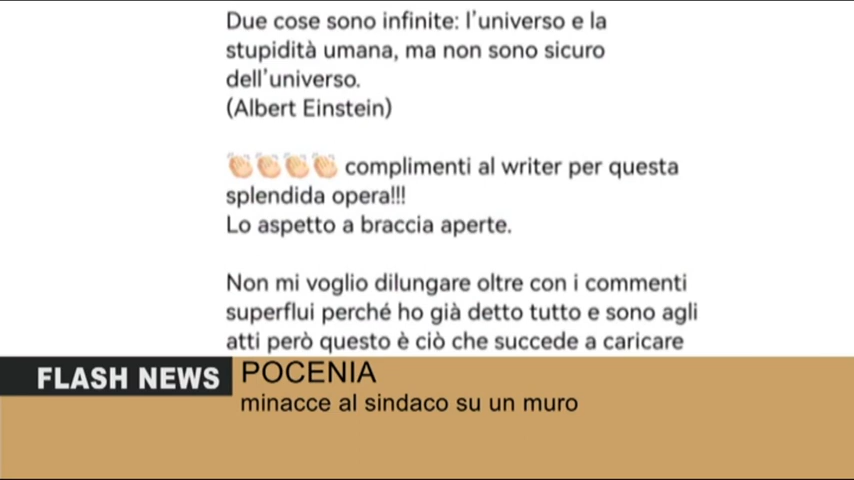 Due cose sono infinite: l'universo e la
stupidità umana, ma non sono sicuro
dell'universo.
(Albert Einstein)
👏🏻👏🏻👏🏻👏🏻 complimenti al writer per questa
splendida opera!!!
Lo aspetto a braccia aperte.
Non mi voglio dilungare oltre con i commenti
superflui perché ho già detto tutto e sono agli
atti però questo è ciò che succede a caricare
FLASH NEWS
POCENIA
minacce al sindaco su un muro